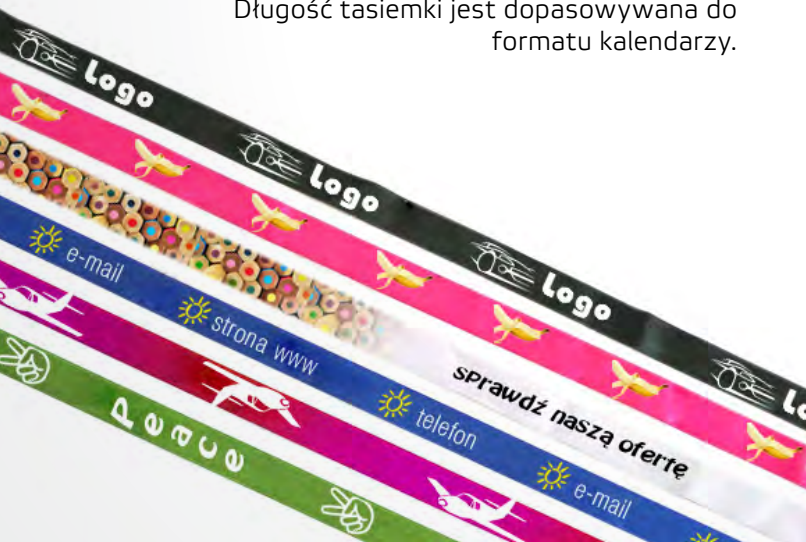 Długość tasiemki jest dopasowywana do
formatu kalendarzy.
Logo
Logo
Logo
e-mail
strona www
telefon
e-mail
sprawdź naszą ofertę
Peace